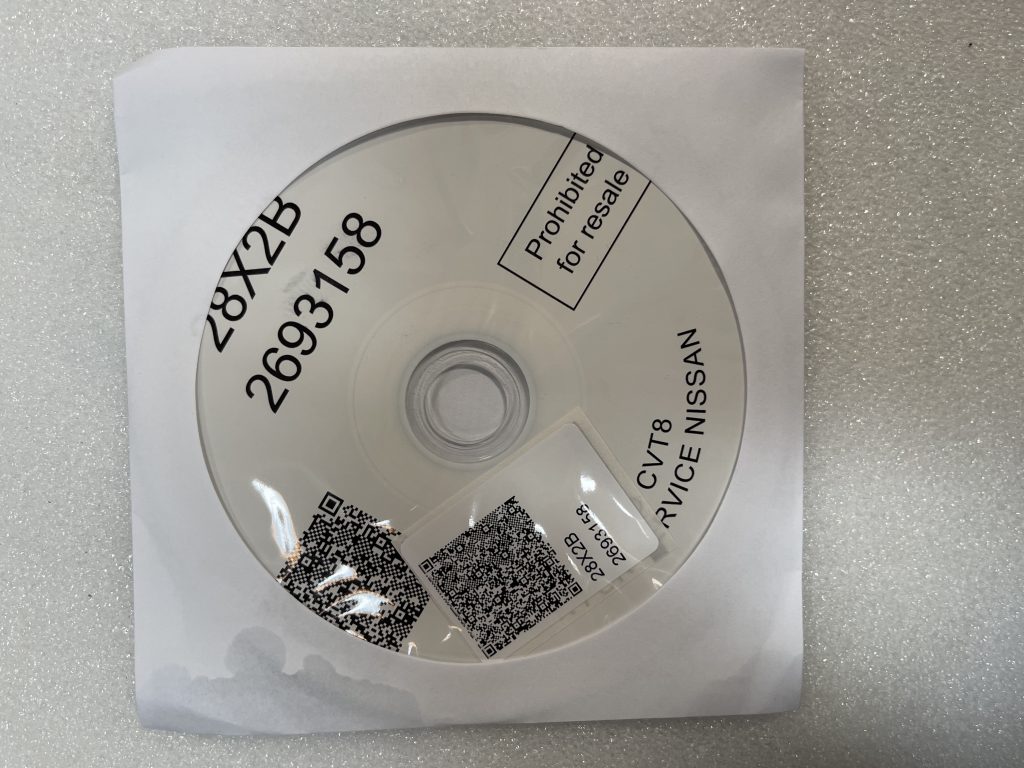 28X2B
2693158
Prohibited
for resale
CVT8
RVICE NISSAN
28X2B
2693158